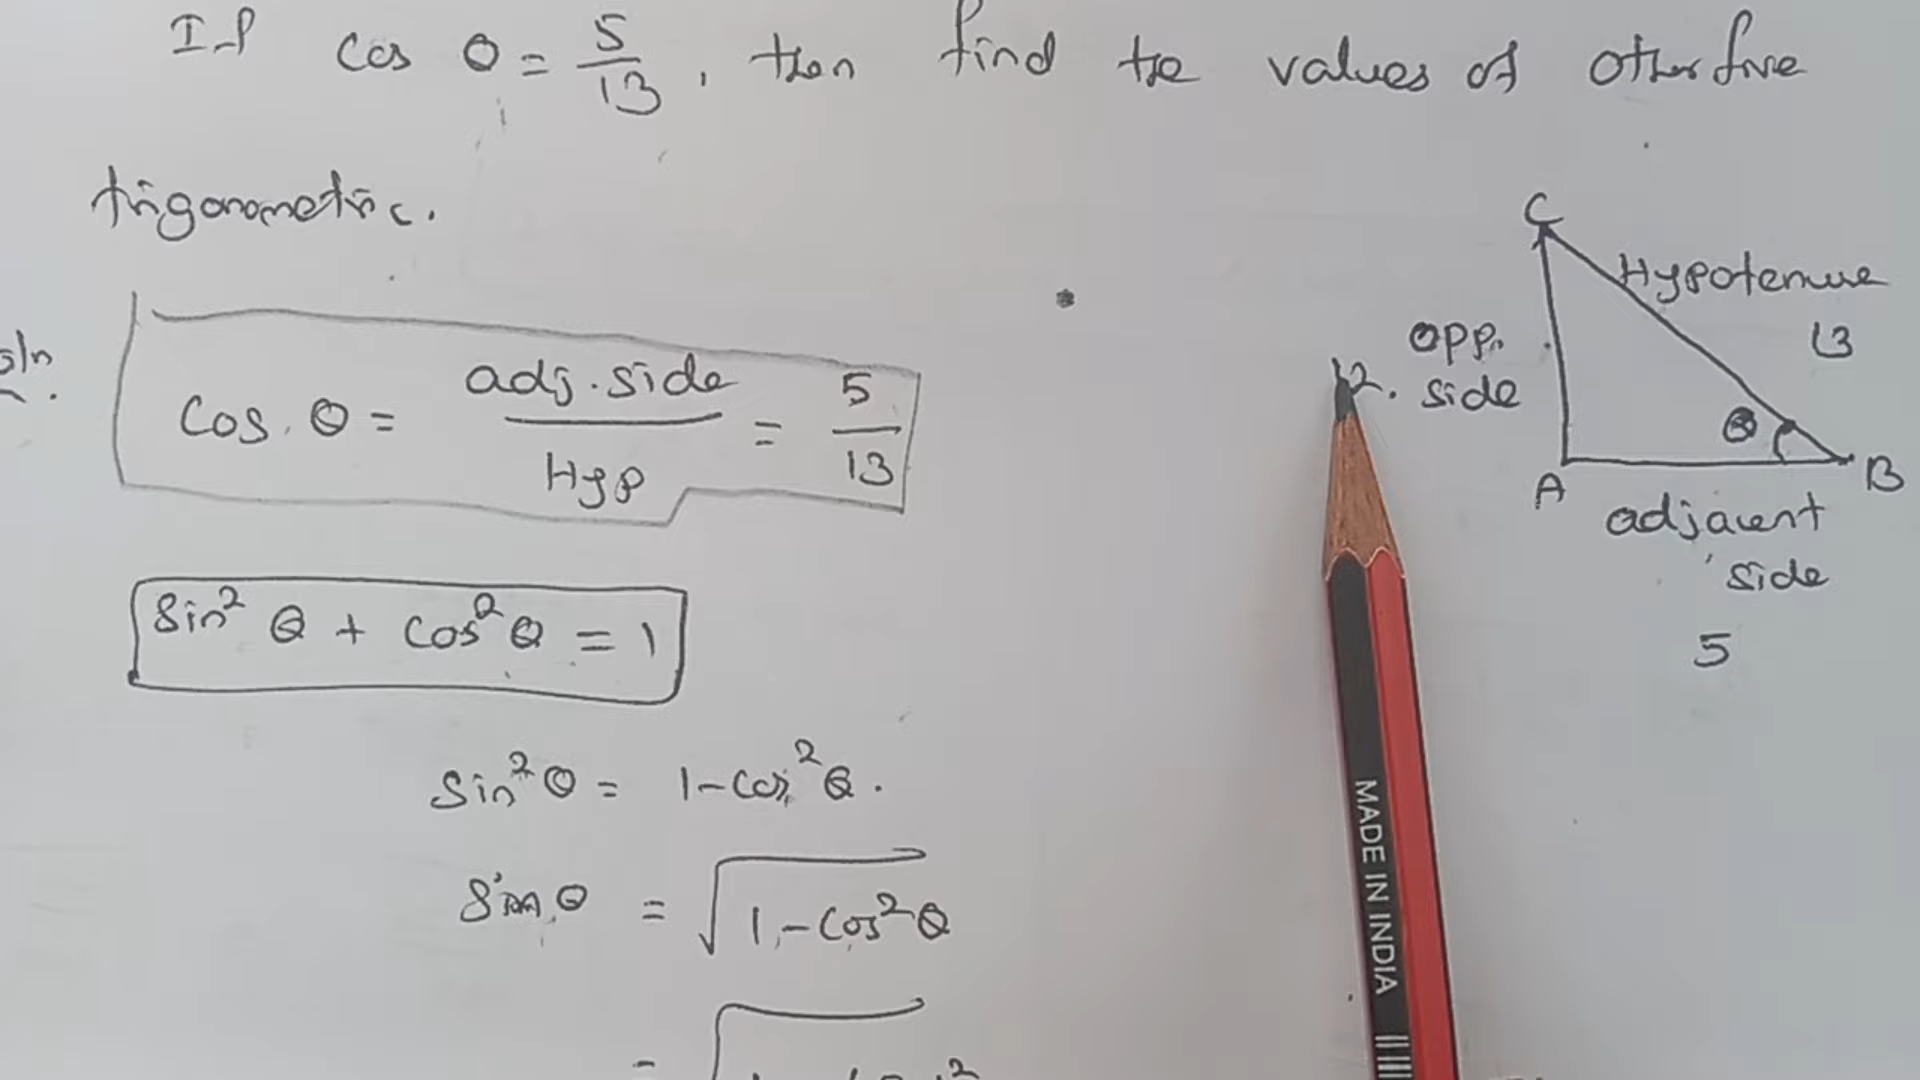 If cos θ = 5/13, then find the values of other five
trigonometric.
soln.
Cos θ = adj. side / Hyp = 5/13
Sin² θ + cos² θ = 1
Sin² θ = 1 - cos² θ.
Sin θ = √1 - cos² θ
=
C
Hypotenuse
13
opp. side
12.
θ
A
B
adjacent side
5
MADE IN INDIA